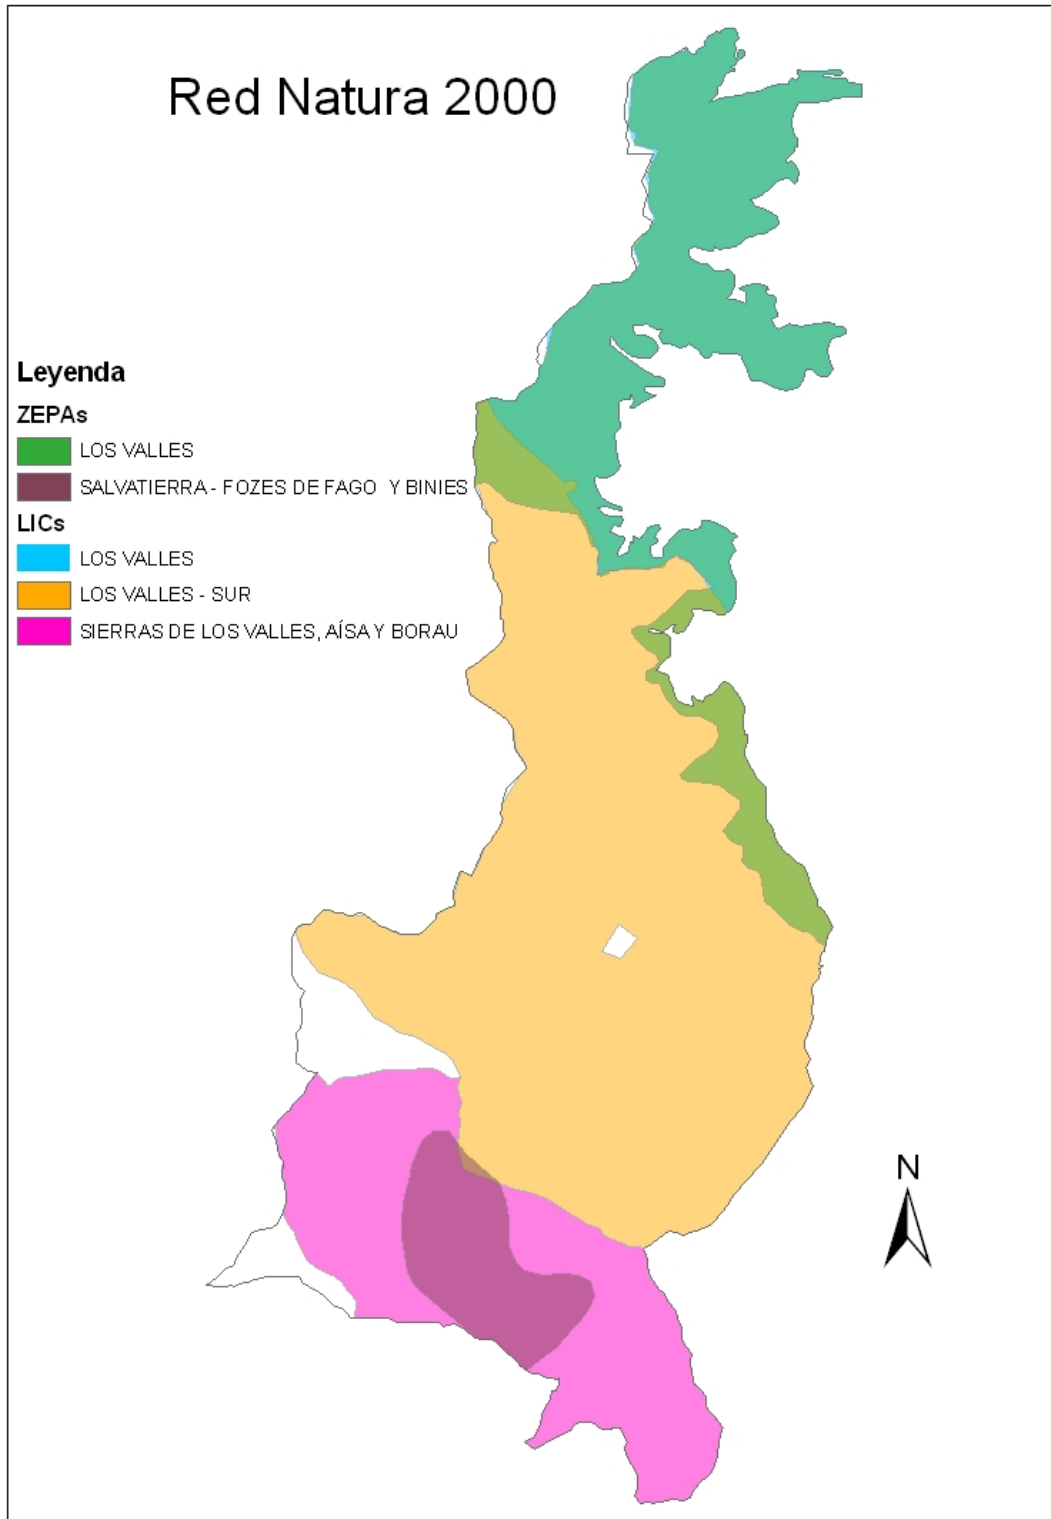 Red Natura 2000
Leyenda
ZEPAs
LOS VALLES
SALVATIERRA - FOZES DE FAGO Y BINIES
LICs
LOS VALLES
LOS VALLES - SUR
SIERRAS DE LOS VALLES, AÍSA Y BORAU
N